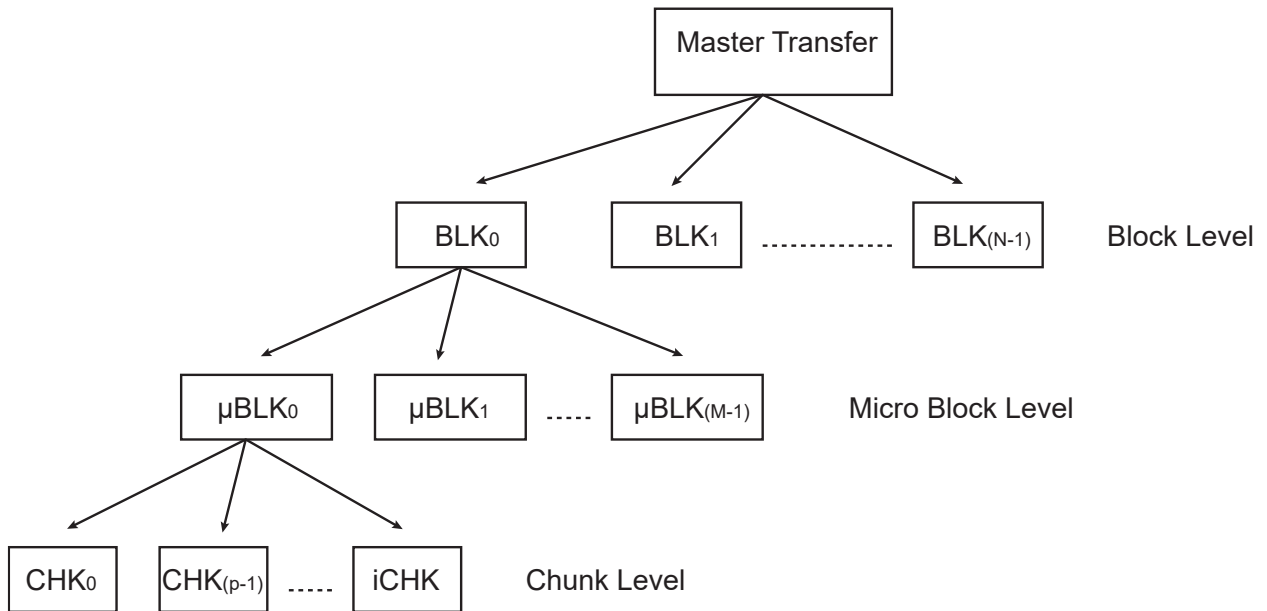 Master Transfer
BLK0 BLK1 BLK(N-1) Block Level
µBLK0 µBLK1 µBLK(M-1) Micro Block Level
CHK0 CHK(p-1) iCHK Chunk Level